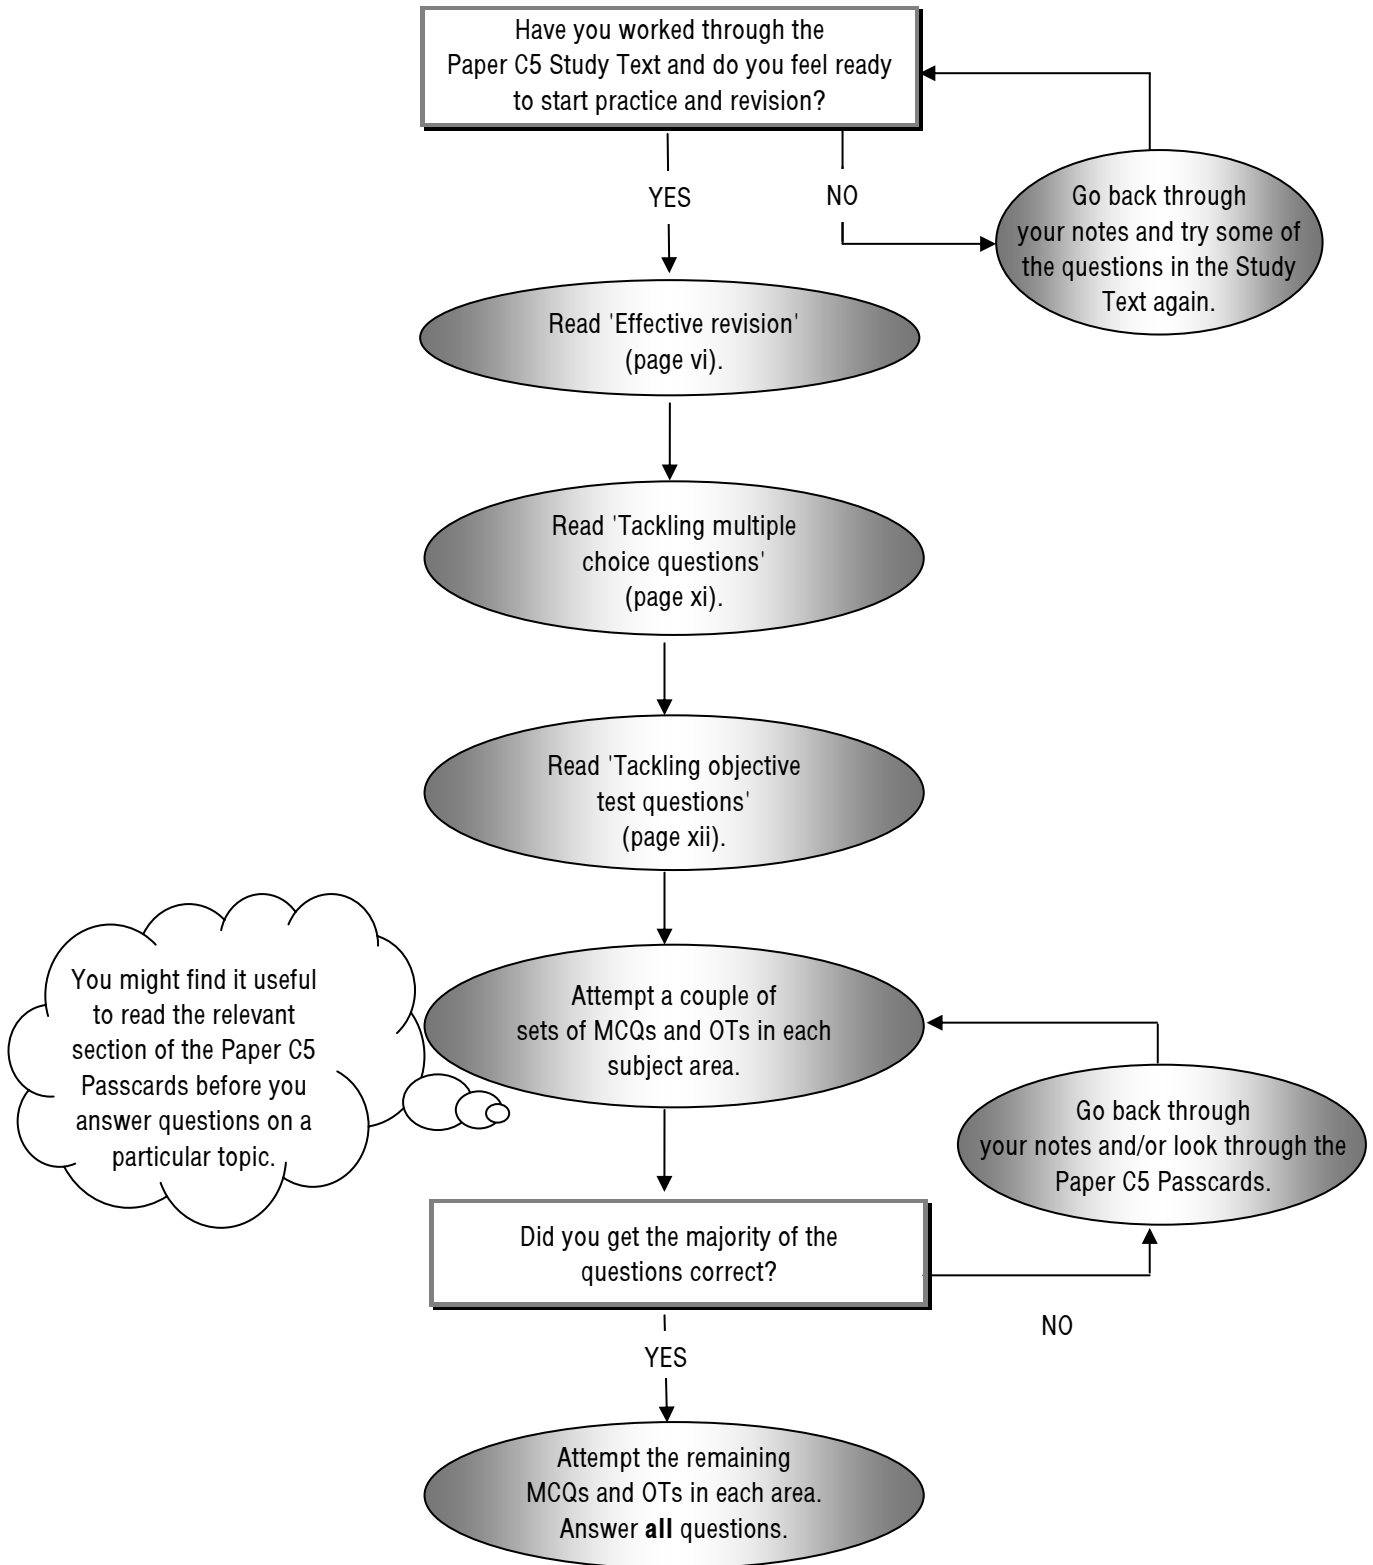 Have you worked through the
Paper C5 Study Text and do you feel ready
to start practice and revision?
YES
NO
Go back through
your notes and try some of
the questions in the Study
Text again.
Read 'Effective revision'
(page vi).
Read 'Tackling multiple
choice questions'
(page xi).
Read 'Tackling objective
test questions'
(page xii).
You might find it useful
to read the relevant
section of the Paper C5
Passcards before you
answer questions on a
particular topic.
Attempt a couple of
sets of MCQs and OTs in each
subject area.
Go back through
your notes and/or look through the
Paper C5 Passcards.
Did you get the majority of the
questions correct?
NO
YES
Attempt the remaining
MCQs and OTs in each area.
Answer all questions.